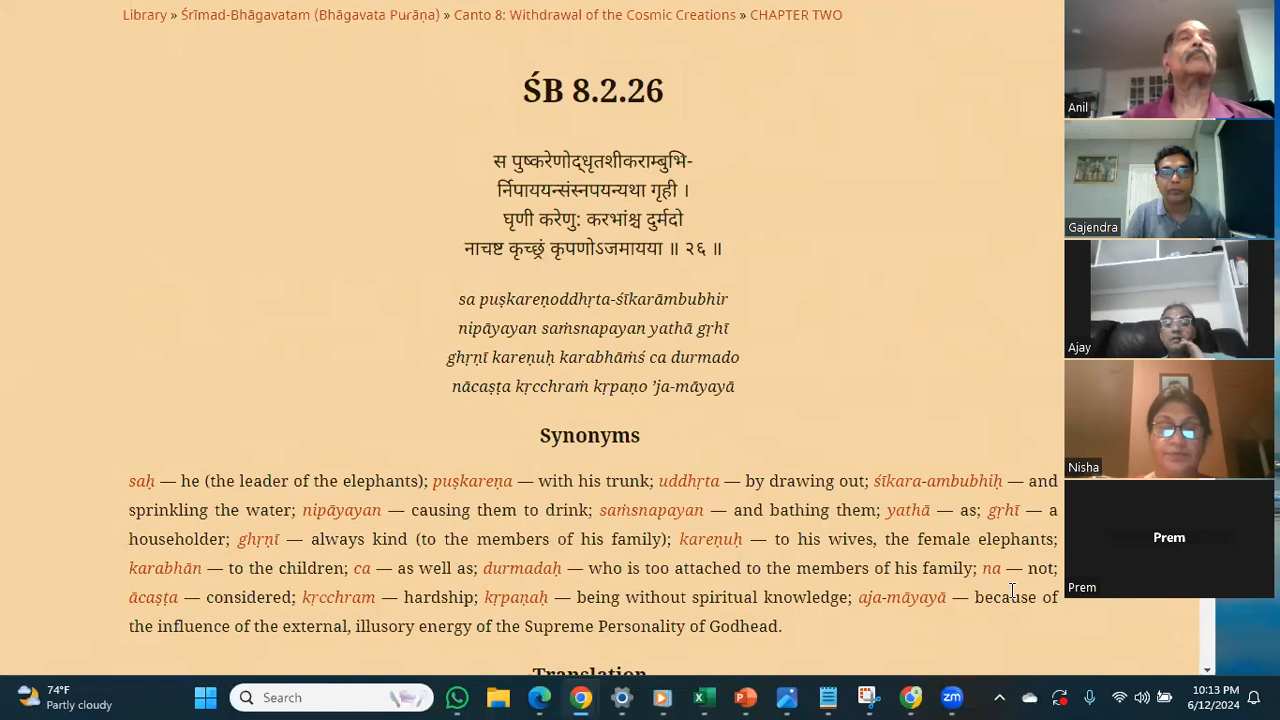 Library » Śrīmad-Bhāgavatam (Bhāgavata Purāṇa) » Canto 8: Withdrawal of the Cosmic Creations » CHAPTER TWO
ŚB 8.2.26
स पुष्करेणोद्‍धृतशीकराम्बुभि-
र्निपाययन्संस्‍नपयन्यथा गृही ।
घृणी करेणु: करभांश्च दुर्मदो
नाचष्ट कृच्छ्रं कृपणोऽजमायया ॥ २६ ॥
sa puṣkareṇoddhṛta-śīkarāmbubhir
nipāyayan saṁsnapayan yathā gṛhī
ghṛṇī kareṇuḥ karabhāṁś ca durmado
nācaṣṭa kṛcchraṁ kṛpaṇo ’ja-māyayā
Synonyms
saḥ — he (the leader of the elephants); puṣkareṇa — with his trunk; uddhṛta — by drawing out; śīkara-ambubhiḥ — and
sprinkling the water; nipāyayan — causing them to drink; saṁsnapayan — and bathing them; yathā — as; gṛhī — a
householder; ghṛṇī — always kind (to the members of his family); kareṇuḥ — to his wives, the female elephants;
karabhān — to the children; ca — as well as; durmadaḥ — who is too attached to the members of his family; na — not;
ācaṣṭa — considered; kṛcchram — hardship; kṛpaṇaḥ — being without spiritual knowledge; aja-māyayā — because of
the influence of the external, illusory energy of the Supreme Personality of Godhead.
Translation
Anil
Gajendra
Ajay
Nisha
Prem
Prem
74°F
Partly cloudy
Search
10:13 PM
6/12/2024